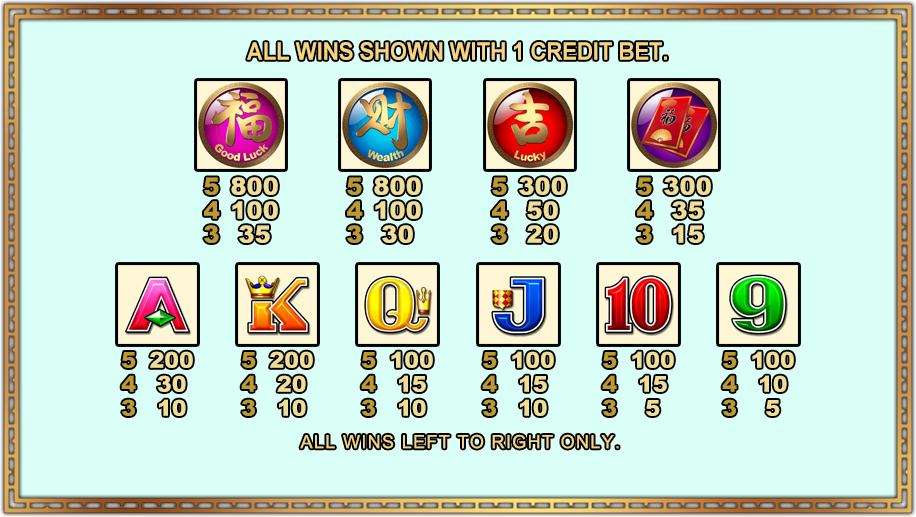 ALL WINS SHOWN WITH 1 CREDIT BET.
福 财 吉 福
Good Luck Wealth Lucky
5 800 5 800 5 300 5 300
4 100 4 100 4 50 4 35
3 35 3 30 3 20 3 15
A K Q J 10 9
5 200 5 200 5 100 5 100 5 100 5 100
4 30 4 20 4 15 4 15 4 15 4 10
3 10 3 10 3 10 3 10 3 5 3 5
ALL WINS LEFT TO RIGHT ONLY.